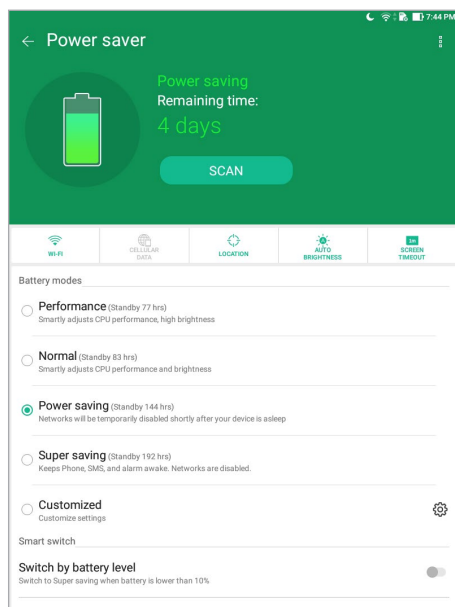 7:44 PM
Power saver
Power saving
Remaining time:
4 days
SCAN
WI-FI
CELLULAR
DATA
LOCATION
AUTO
BRIGHTNESS
1m
SCREEN
TIMEOUT
Battery modes
Performance (Standby 77 hrs)
Smartly adjusts CPU performance, high brightness
Normal (Standby 83 hrs)
Smartly adjusts CPU performance and brightness
Power saving (Standby 144 hrs)
Networks will be temporarily disabled shortly after your device is asleep
Super saving (Standby 192 hrs)
Keeps Phone, SMS, and alarm awake. Networks are disabled.
Customized
Customize settings
Smart switch
Switch by battery level
Switch to Super saving when battery is lower than 10%